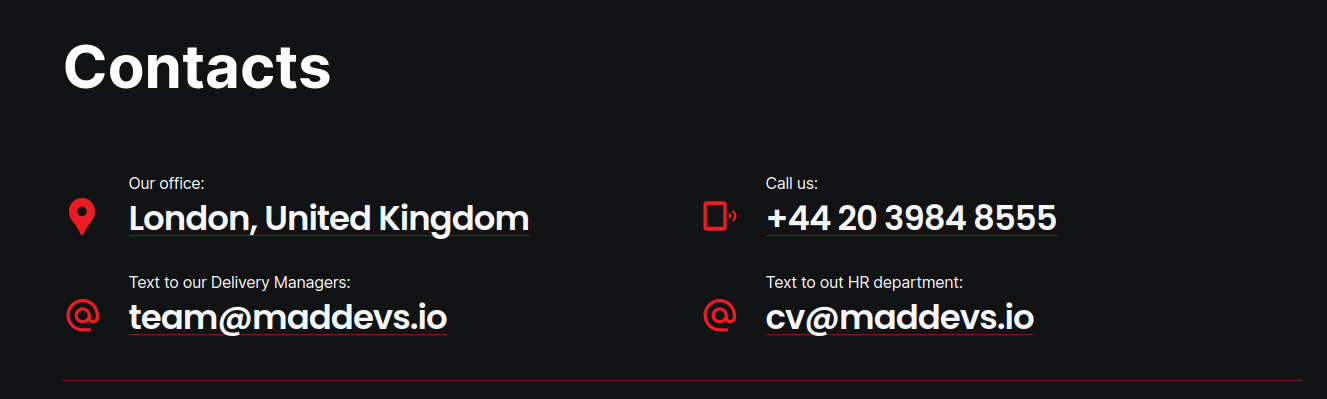 Contacts
Our office:
London, United Kingdom
Call us:
+44 20 3984 8555
Text to our Delivery Managers:
team@maddevs.io
Text to out HR department:
cv@maddevs.io